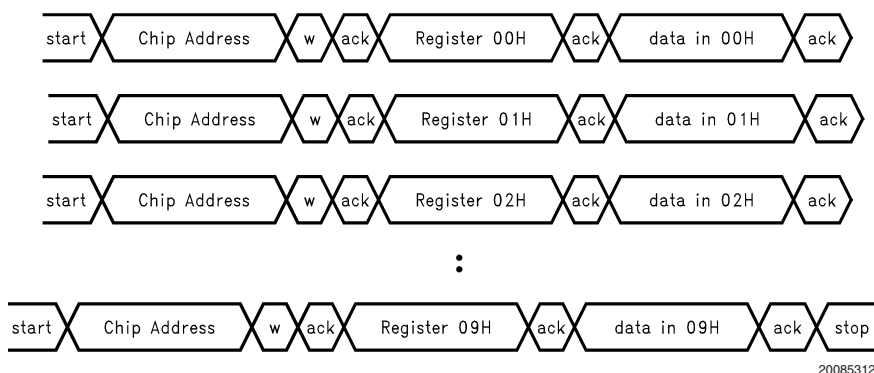 start Chip Address w ack Register 00H ack data in 00H ack
start Chip Address w ack Register 01H ack data in 01H ack
start Chip Address w ack Register 02H ack data in 02H ack
:
start Chip Address w ack Register 09H ack data in 09H ack stop
20085312